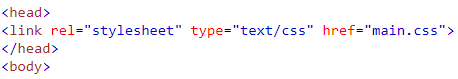 <head>
<link rel="stylesheet" type="text/css" href="main.css">
</head>
<body>